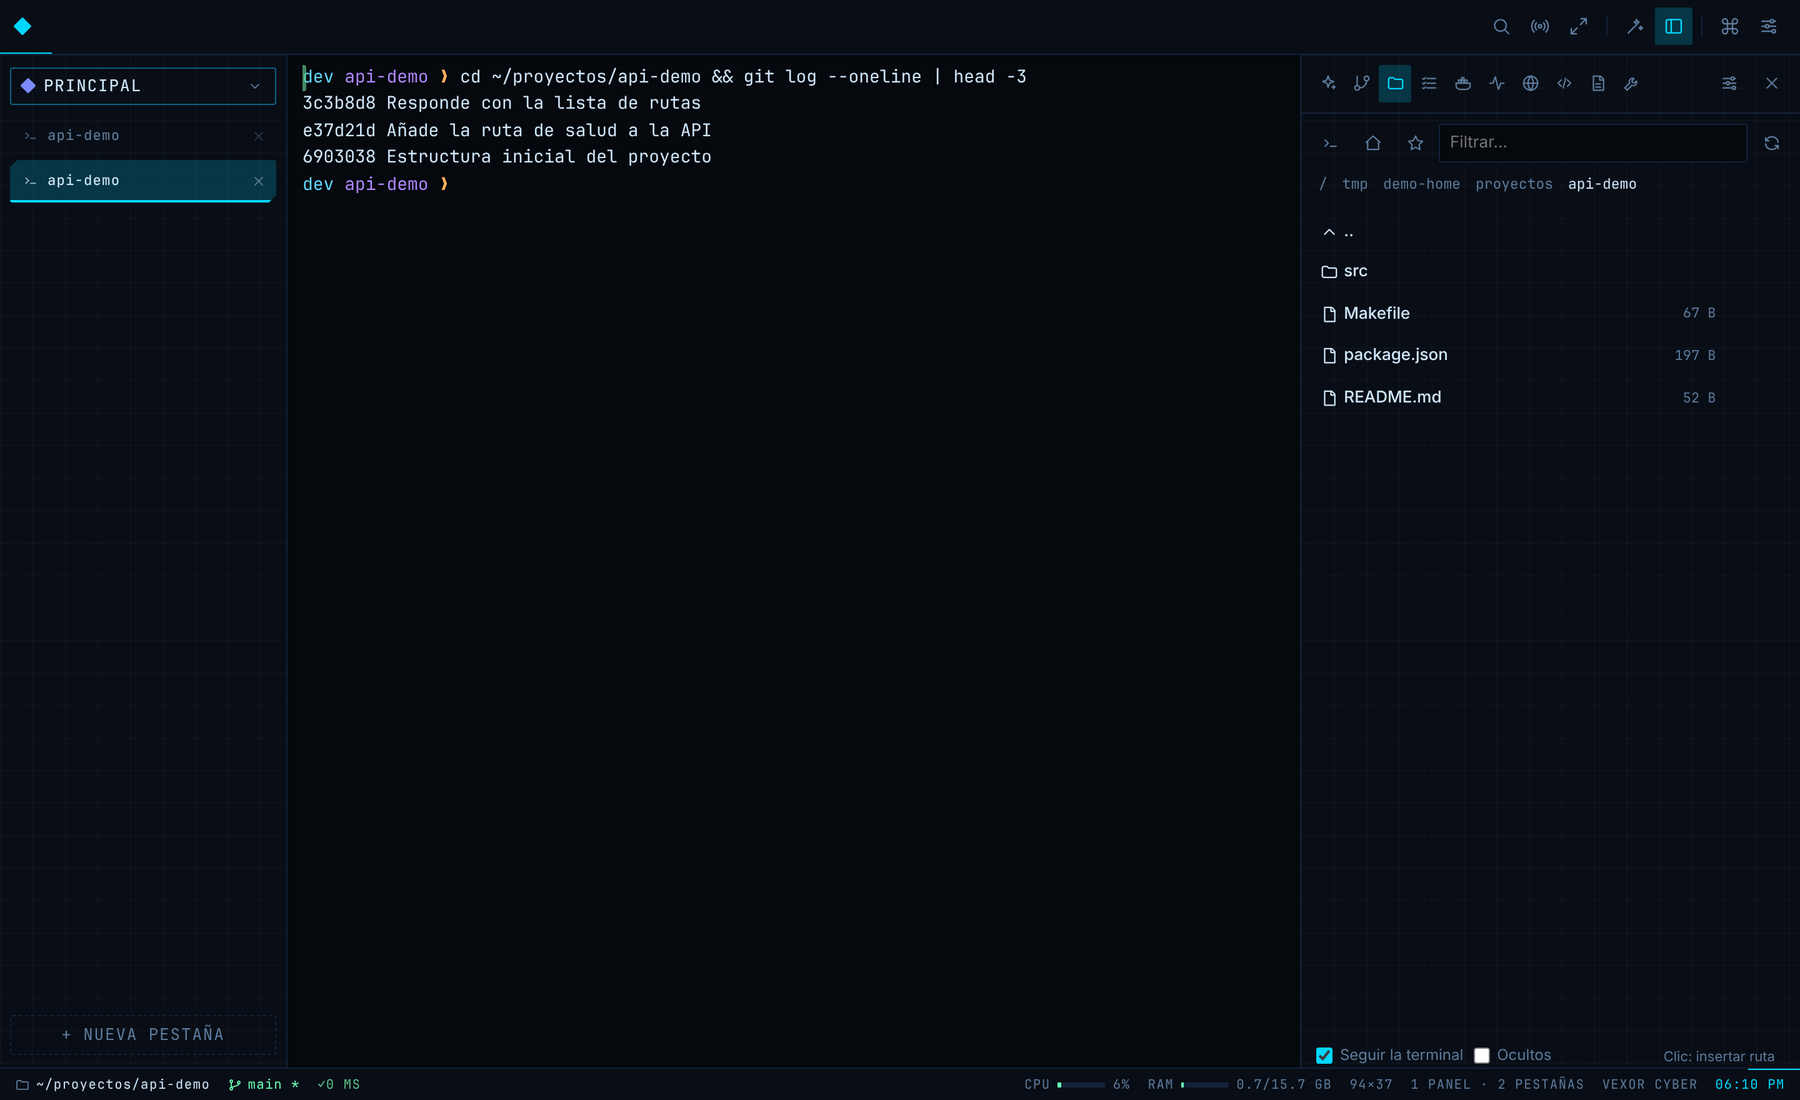 PRINCIPAL
api-demo
api-demo
+ NUEVA PESTAÑA
dev api-demo ❯ cd ~/proyectos/api-demo && git log --oneline | head -3
3c3b8d8 Responde con la lista de rutas
e37d21d Añade la ruta de salud a la API
6903038 Estructura inicial del proyecto
dev api-demo ❯
Filtrar...
/ tmp demo-home proyectos api-demo
..
src
Makefile 67 B
package.json 197 B
README.md 52 B
Seguir la terminal Ocultos Clic: insertar ruta
~/proyectos/api-demo main * ✓0 MS CPU 6% RAM 0.7/15.7 GB 94×37 1 PANEL · 2 PESTAÑAS VEXOR CYBER 06:10 PM